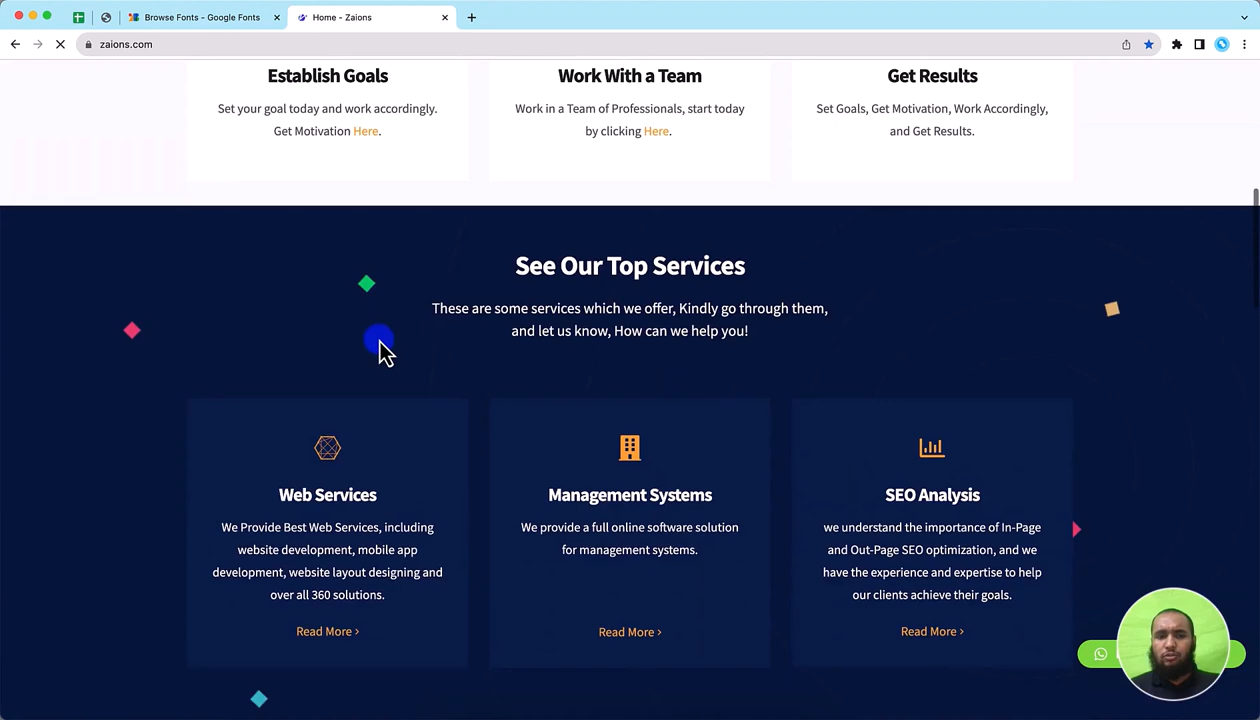 Browse Fonts - Google Fonts
Home - Zaions
zaions.com
Establish Goals
Set your goal today and work accordingly.
Get Motivation Here.
Work With a Team
Work in a Team of Professionals, start today
by clicking Here.
Get Results
Set Goals, Get Motivation, Work Accordingly,
and Get Results.
See Our Top Services
These are some services which we offer, Kindly go through them,
and let us know, How can we help you!
Web Services
We Provide Best Web Services, including
website development, mobile app
development, website layout designing and
over all 360 solutions.
Read More ›
Management Systems
We provide a full online software solution
for management systems.
Read More ›
SEO Analysis
we understand the importance of In-Page
and Out-Page SEO optimization, and we
have the experience and expertise to help
our clients achieve their goals.
Read More ›